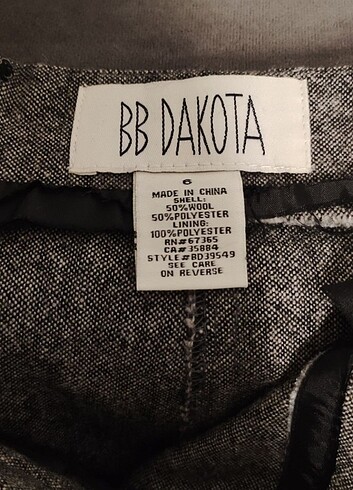 BB DAKOTA
6
MADE IN CHINA
SHELL:
50%WOOL
50%POLYESTER
LINING:
100%POLYESTER
RN#67365
CA#35884
STYLE#BD39549
SEE CARE
ON REVERSE